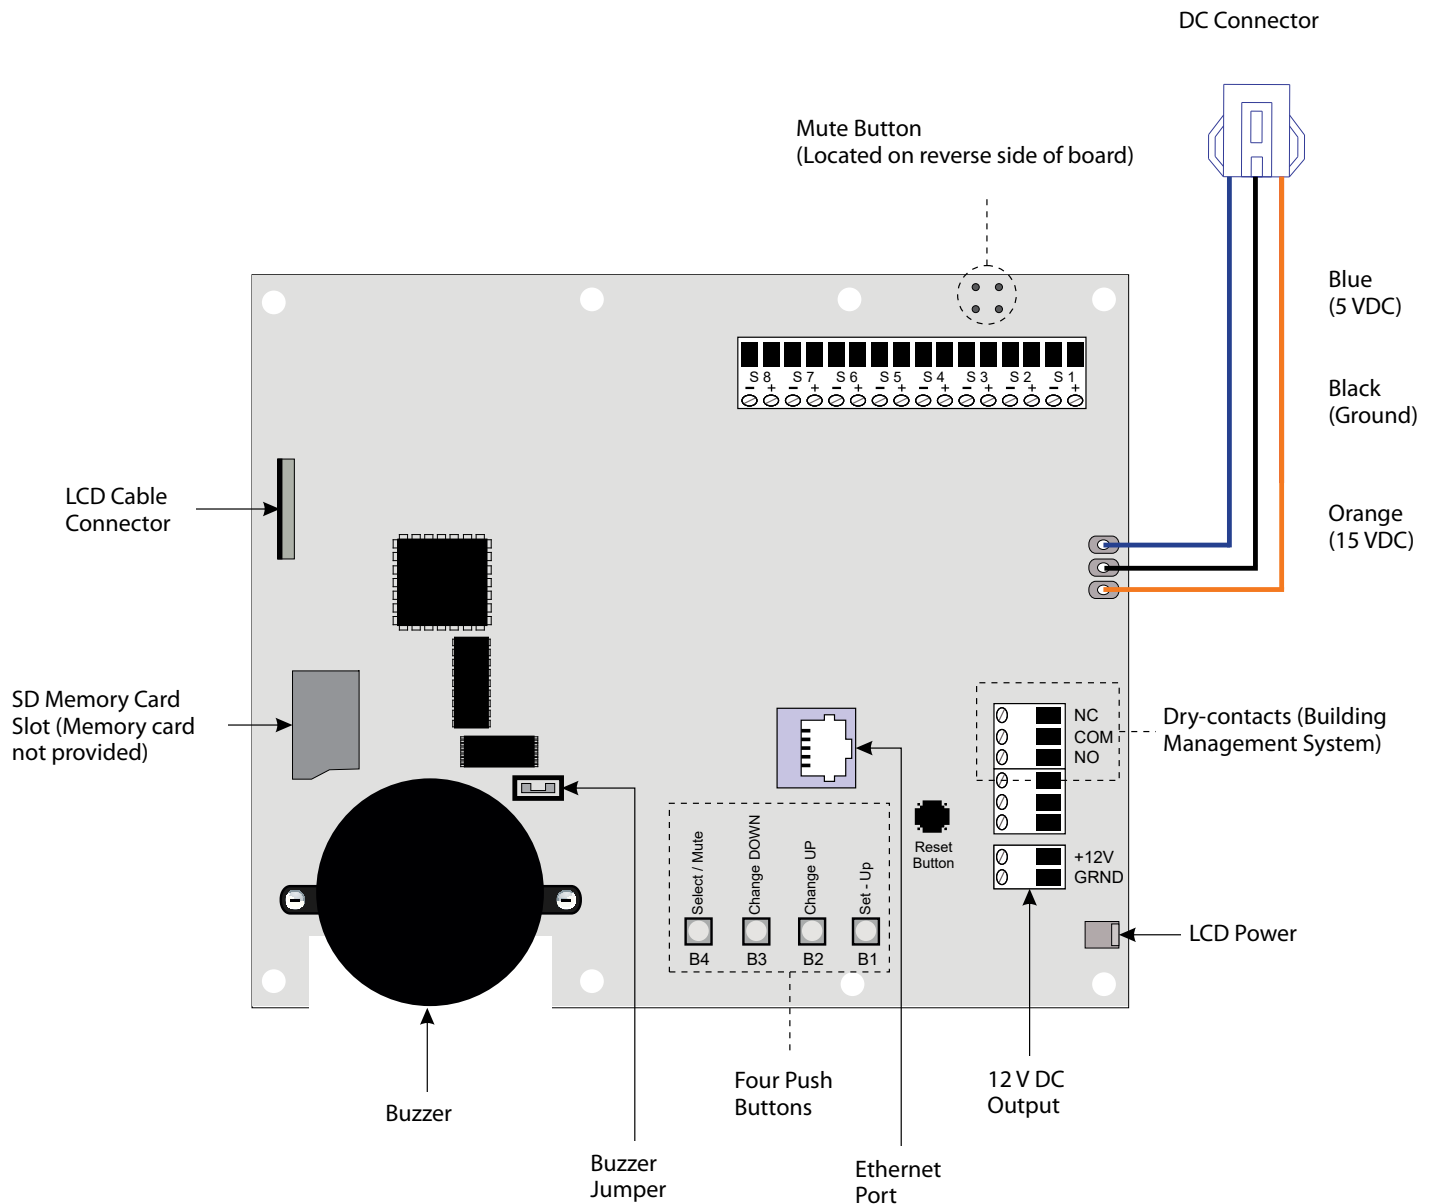 DC Connector
Mute Button
(Located on reverse side of board)
Blue
(5 VDC)
Black
(Ground)
Orange
(15 VDC)
S 8 S 7 S 6 S 5 S 4 S 3 S 2 S 1
− + − + − + − + − + − + − + − +
LCD Cable
Connector
SD Memory Card
Slot (Memory card
not provided)
NC
COM
NO
Dry-contacts (Building
Management System)
Reset
Button
+12V
GRND
Select / Mute
Change DOWN
Change UP
Set - Up
B4 B3 B2 B1
LCD Power
Buzzer
Four Push
Buttons
12 V DC
Output
Buzzer
Jumper
Ethernet
Port